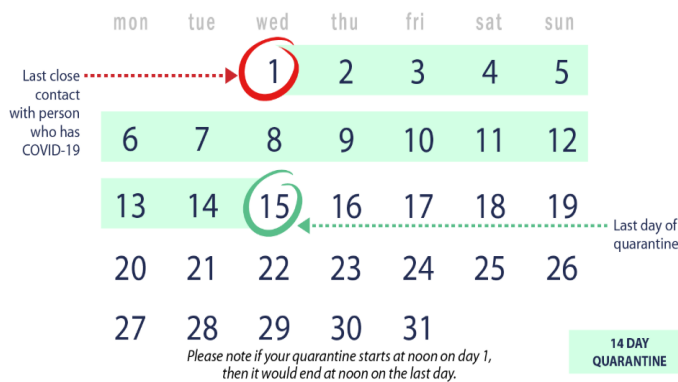 mon tue wed thu fri sat sun
Last close
contact
with person
who has
COVID-19
1 2 3 4 5
6 7 8 9 10 11 12
13 14 15 16 17 18 19
Last day of
quarantine
20 21 22 23 24 25 26
27 28 29 30 31
Please note if your quarantine starts at noon on day 1,
then it would end at noon on the last day.
14 DAY
QUARANTINE